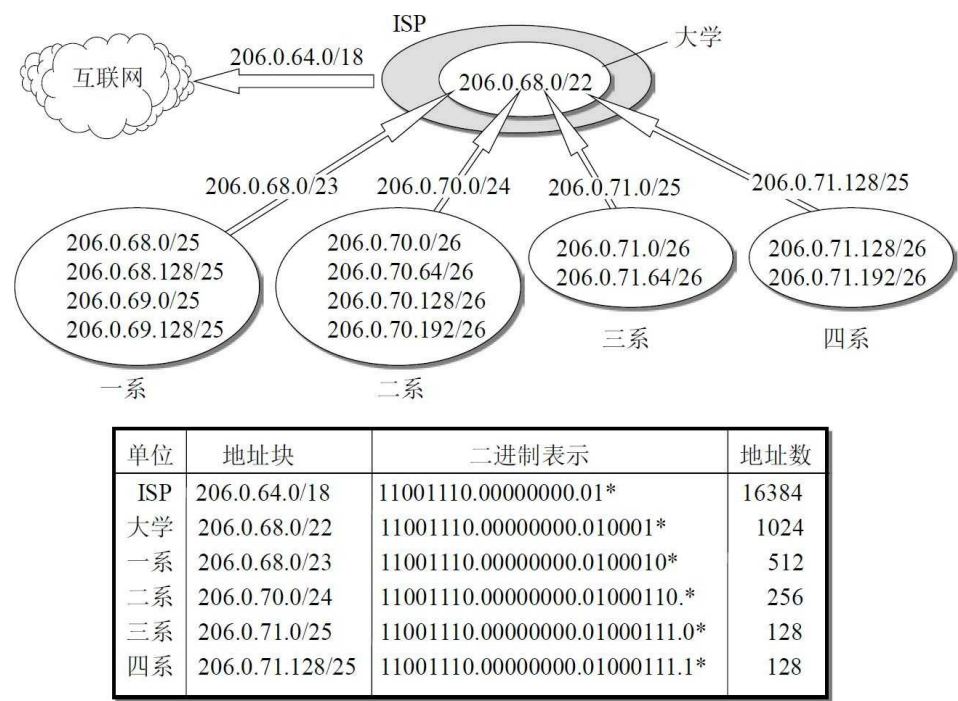 ISP
大学
206.0.64.0/18
互联网
206.0.68.0/22
206.0.68.0/23
206.0.70.0/24
206.0.71.0/25
206.0.71.128/25
206.0.68.0/25
206.0.68.128/25
206.0.69.0/25
206.0.69.128/25
一系
206.0.70.0/26
206.0.70.64/26
206.0.70.128/26
206.0.70.192/26
二系
206.0.71.0/26
206.0.71.64/26
三系
206.0.71.128/26
206.0.71.192/26
四系
单位 地址块 二进制表示 地址数
ISP 206.0.64.0/18 11001110.00000000.01* 16384
大学 206.0.68.0/22 11001110.00000000.010001* 1024
一系 206.0.68.0/23 11001110.00000000.0100010* 512
二系 206.0.70.0/24 11001110.00000000.01000110.* 256
三系 206.0.71.0/25 11001110.00000000.01000111.0* 128
四系 206.0.71.128/25 11001110.00000000.01000111.1* 128